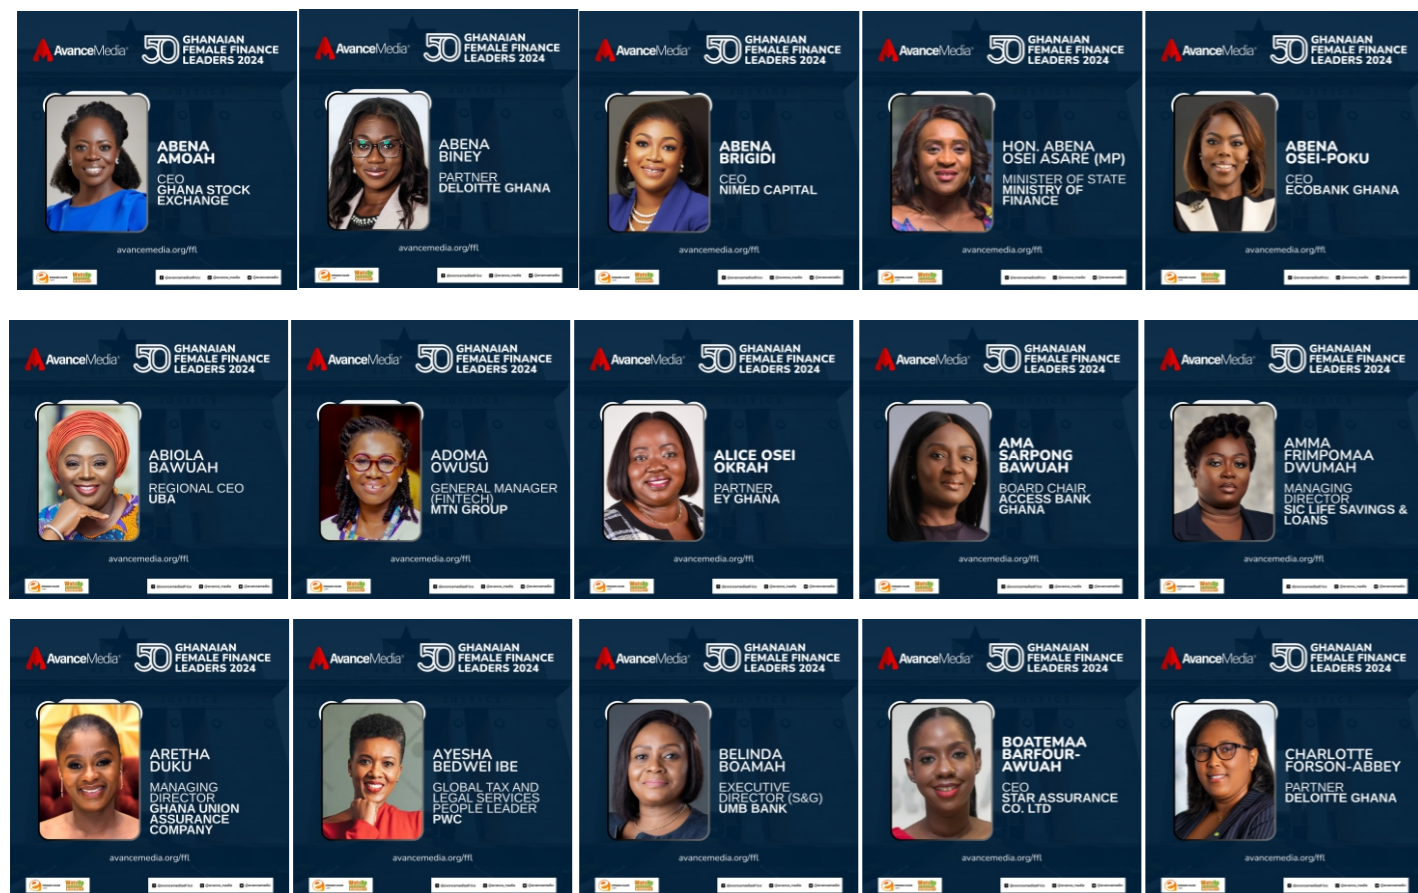 AvanceMedia
50 GHANAIAN
FEMALE FINANCE
LEADERS 2024
ABENA
AMOAH
CEO
GHANA STOCK
EXCHANGE
avancemedia.org/ffl
AvanceMedia
50 GHANAIAN
FEMALE FINANCE
LEADERS 2024
ABENA
BINEY
PARTNER
DELOITTE GHANA
avancemedia.org/ffl
AvanceMedia
50 GHANAIAN
FEMALE FINANCE
LEADERS 2024
ABENA
BRIGIDI
CEO
NIMED CAPITAL
avancemedia.org/ffl
AvanceMedia
50 GHANAIAN
FEMALE FINANCE
LEADERS 2024
HON. ABENA
OSEI ASARE (MP)
MINISTER OF STATE
MINISTRY OF
FINANCE
avancemedia.org/ffl
AvanceMedia
50 GHANAIAN
FEMALE FINANCE
LEADERS 2024
ABENA
OSEI-POKU
CEO
ECOBANK GHANA
avancemedia.org/ffl
AvanceMedia
50 GHANAIAN
FEMALE FINANCE
LEADERS 2024
ABIOLA
BAWUAH
REGIONAL CEO
UBA
avancemedia.org/ffl
AvanceMedia
50 GHANAIAN
FEMALE FINANCE
LEADERS 2024
ADOMA
OWUSU
GENERAL MANAGER
(FINTECH)
MTN GROUP
avancemedia.org/ffl
AvanceMedia
50 GHANAIAN
FEMALE FINANCE
LEADERS 2024
ALICE OSEI
OKRAH
PARTNER
EY GHANA
avancemedia.org/ffl
AvanceMedia
50 GHANAIAN
FEMALE FINANCE
LEADERS 2024
AMA
SARPONG
BAWUAH
BOARD CHAIR
ACCESS BANK
GHANA
avancemedia.org/ffl
AvanceMedia
50 GHANAIAN
FEMALE FINANCE
LEADERS 2024
AMMA
FRIMPOMAA
DWUMAH
MANAGING
DIRECTOR
SIC LIFE SAVINGS &
LOANS
avancemedia.org/ffl
AvanceMedia
50 GHANAIAN
FEMALE FINANCE
LEADERS 2024
ARETHA
DUKU
MANAGING
DIRECTOR
GHANA UNION
ASSURANCE
COMPANY
avancemedia.org/ffl
AvanceMedia
50 GHANAIAN
FEMALE FINANCE
LEADERS 2024
AYESHA
BEDWEI IBE
GLOBAL TAX AND
LEGAL SERVICES
PEOPLE LEADER
PWC
avancemedia.org/ffl
AvanceMedia
50 GHANAIAN
FEMALE FINANCE
LEADERS 2024
BELINDA
BOAMAH
EXECUTIVE
DIRECTOR (S&G)
UMB BANK
avancemedia.org/ffl
AvanceMedia
50 GHANAIAN
FEMALE FINANCE
LEADERS 2024
BOATEMAA
BARFOUR-
AWUAH
CEO
STAR ASSURANCE
CO. LTD
avancemedia.org/ffl
AvanceMedia
50 GHANAIAN
FEMALE FINANCE
LEADERS 2024
CHARLOTTE
FORSON-ABBEY
PARTNER
DELOITTE GHANA
avancemedia.org/ffl